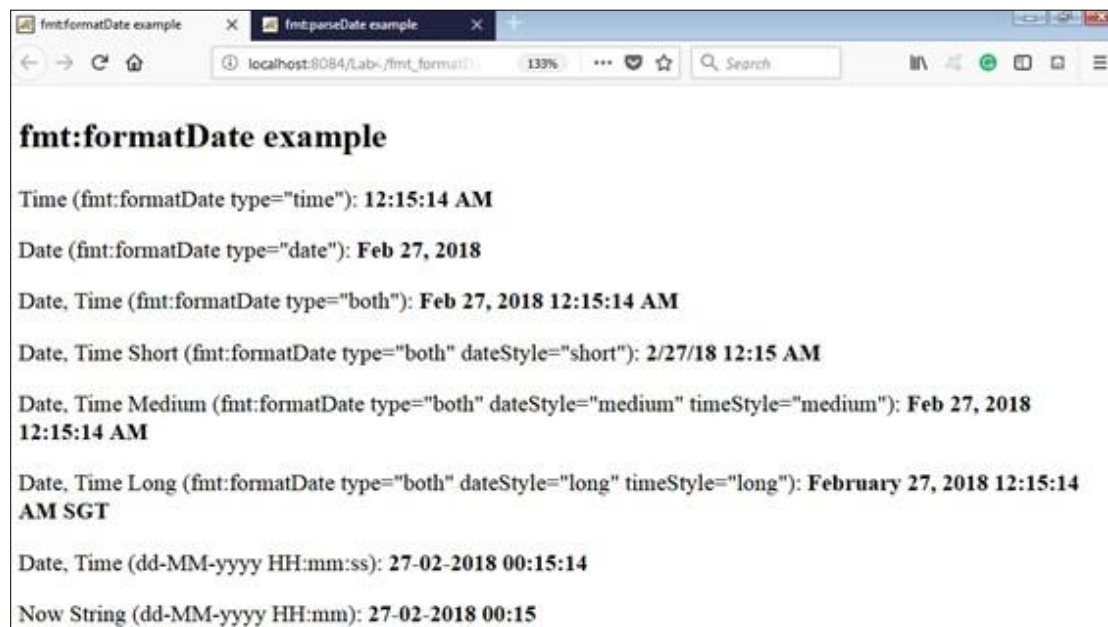 fmt:formatDate example
fmt:parseDate example
localhost:8084/Lab
133%
Search
fmt:formatDate example
Time (fmt:formatDate type="time"): 12:15:14 AM
Date (fmt:formatDate type="date"): Feb 27, 2018
Date, Time (fmt:formatDate type="both"): Feb 27, 2018 12:15:14 AM
Date, Time Short (fmt:formatDate type="both" dateStyle="short"): 2/27/18 12:15 AM
Date, Time Medium (fmt:formatDate type="both" dateStyle="medium" timeStyle="medium"): Feb 27, 2018
12:15:14 AM
Date, Time Long (fmt:formatDate type="both" dateStyle="long" timeStyle="long"): February 27, 2018 12:15:14
AM SGT
Date, Time (dd-MM-yyyy HH:mm:ss): 27-02-2018 00:15:14
Now String (dd-MM-yyyy HH:mm): 27-02-2018 00:15